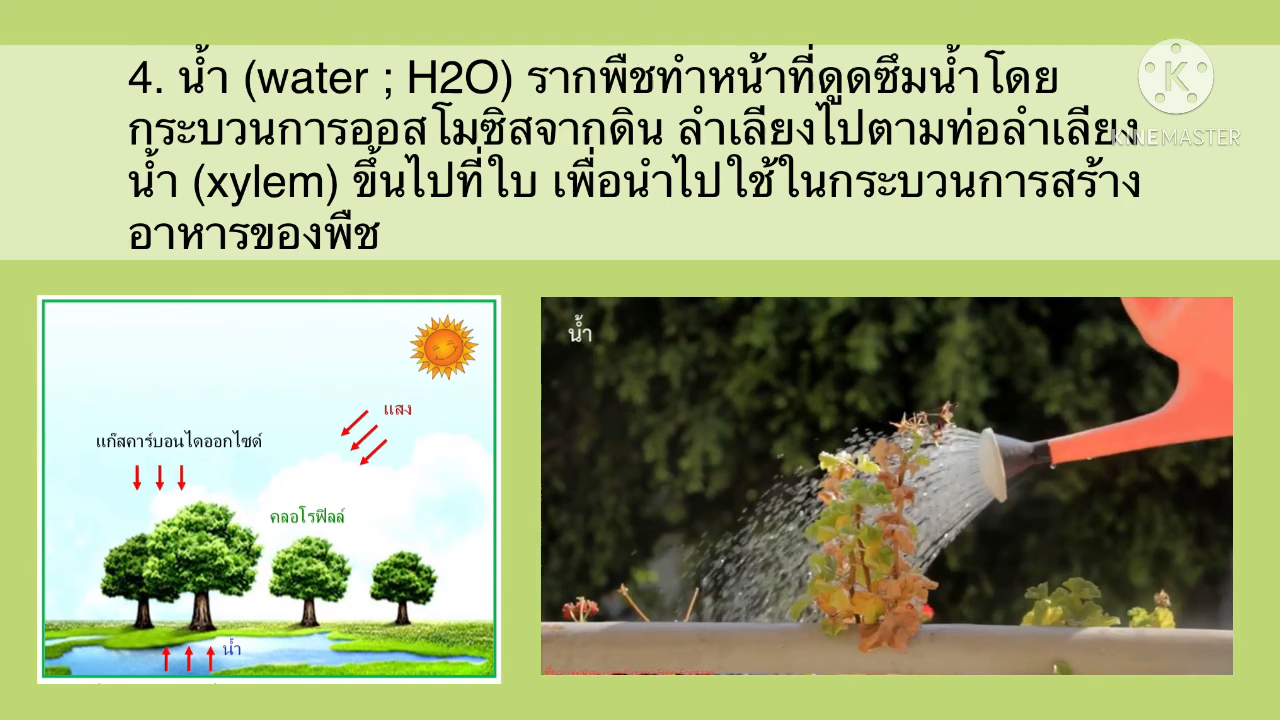 4. น้ำ (water ; H2O) รากพืชทำหน้าที่ดูดซึมน้ำโดย
กระบวนการออสโมซิสจากดิน ลำเลียงไปตามท่อลำเลียง
น้ำ (xylem) ขึ้นไปที่ใบ เพื่อนำไปใช้ในกระบวนการสร้าง
อาหารของพืช
K
KINEMASTER
แสง
แก๊สคาร์บอนไดออกไซด์
คลอโรฟิลล์
น้ำ
น้ำ